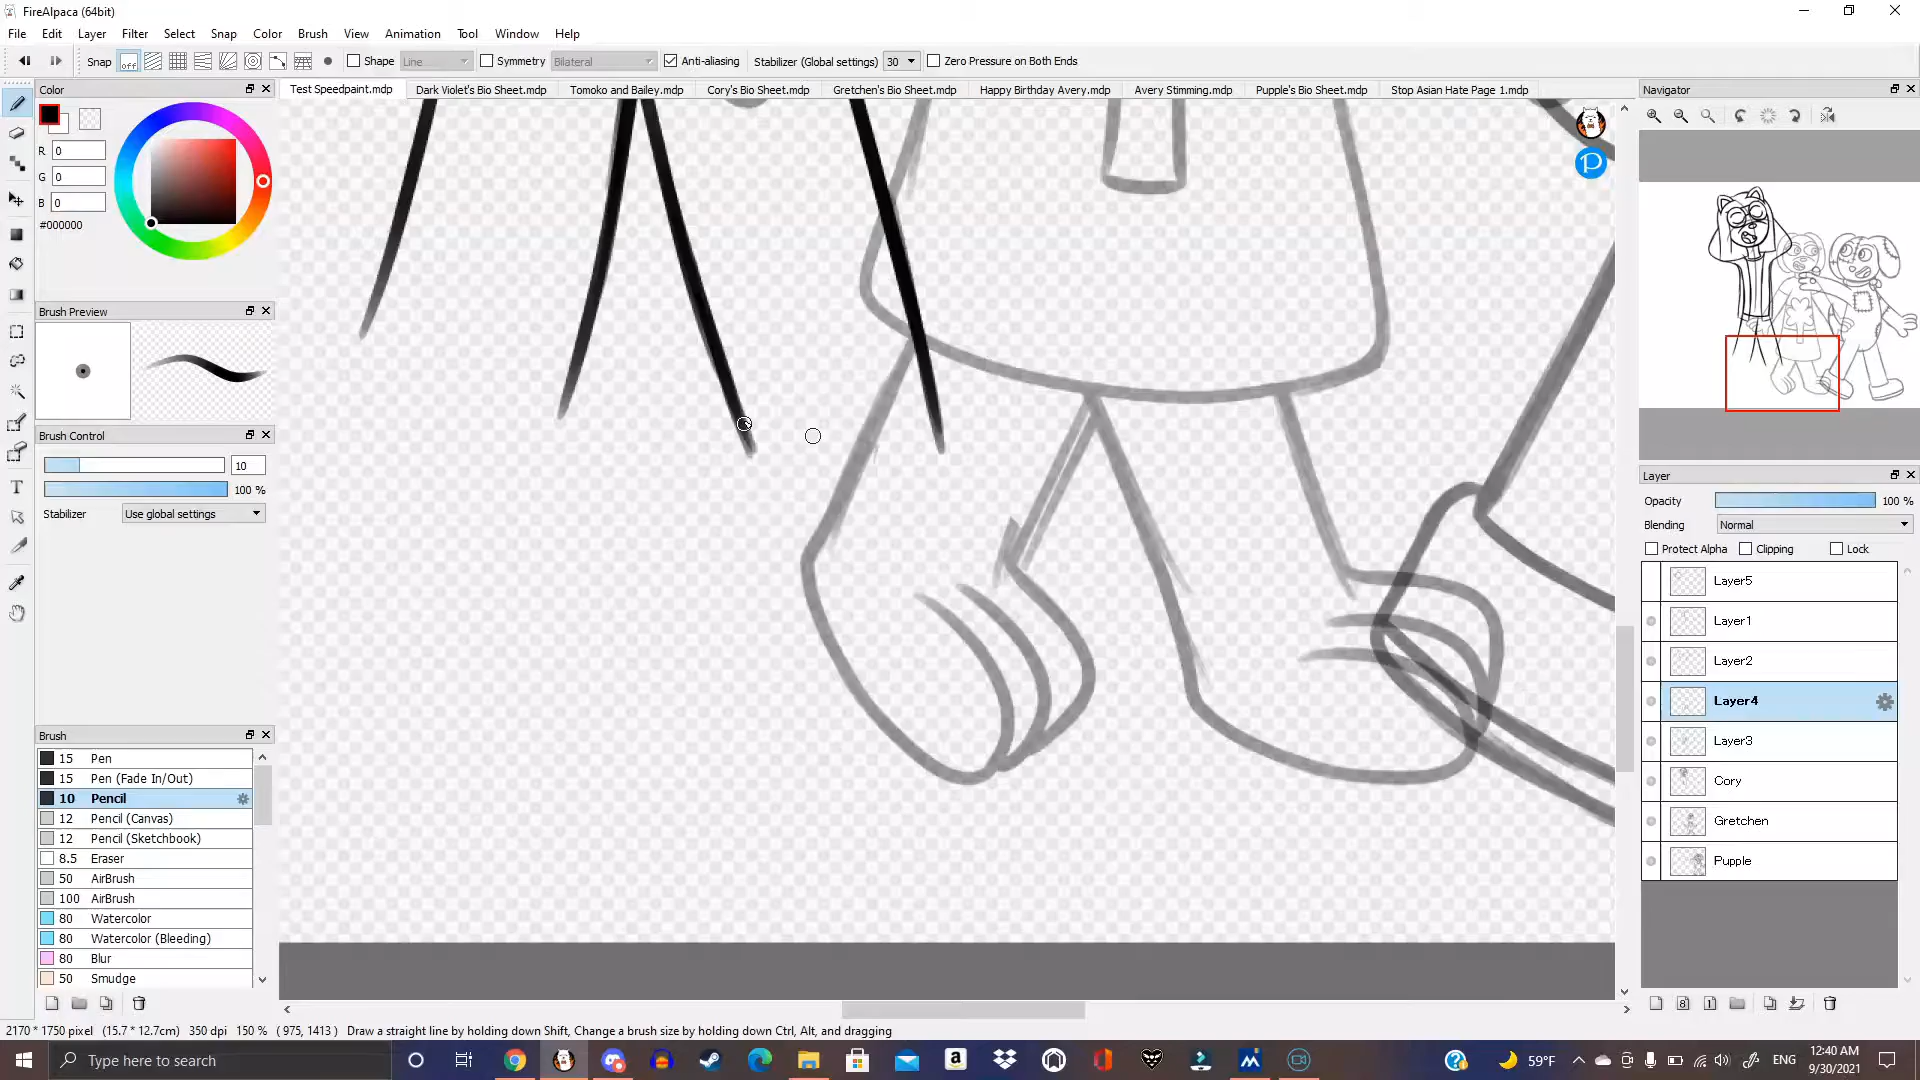 FireAlpaca (64bit)
File Edit Layer Filter Select Snap Color Brush View Animation Tool Window Help
Snap off Shape Line Symmetry Bilateral Anti-aliasing Stabilizer (Global settings) 30 Zero Pressure on Both Ends
Color
Test Speedpaint.mdp Dark Violet's Bio Sheet.mdp Tomoko and Bailey.mdp Cory's Bio Sheet.mdp Gretchen's Bio Sheet.mdp Happy Birthday Avery.mdp Avery Stimming.mdp Pupple's Bio Sheet.mdp Stop Asian Hate Page 1.mdp
Navigator
R 0
G 0
B 0
#000000
Brush Preview
Brush Control
10
100 %
Stabilizer Use global settings
Layer
Opacity 100 %
Blending Normal
Protect Alpha Clipping Lock
Layer5
Layer1
Layer2
Layer4
Layer3
Cory
Gretchen
Pupple
Brush
15 Pen
15 Pen (Fade In/Out)
10 Pencil
12 Pencil (Canvas)
12 Pencil (Sketchbook)
8.5 Eraser
50 AirBrush
100 AirBrush
80 Watercolor
80 Watercolor (Bleeding)
80 Blur
50 Smudge
2170 * 1750 pixel (15.7 * 12.7cm) 350 dpi 150 % ( 975, 1413 ) Draw a straight line by holding down Shift, Change a brush size by holding down Ctrl, Alt, and dragging
Type here to search
59°F
ENG
12:40 AM
9/30/2021